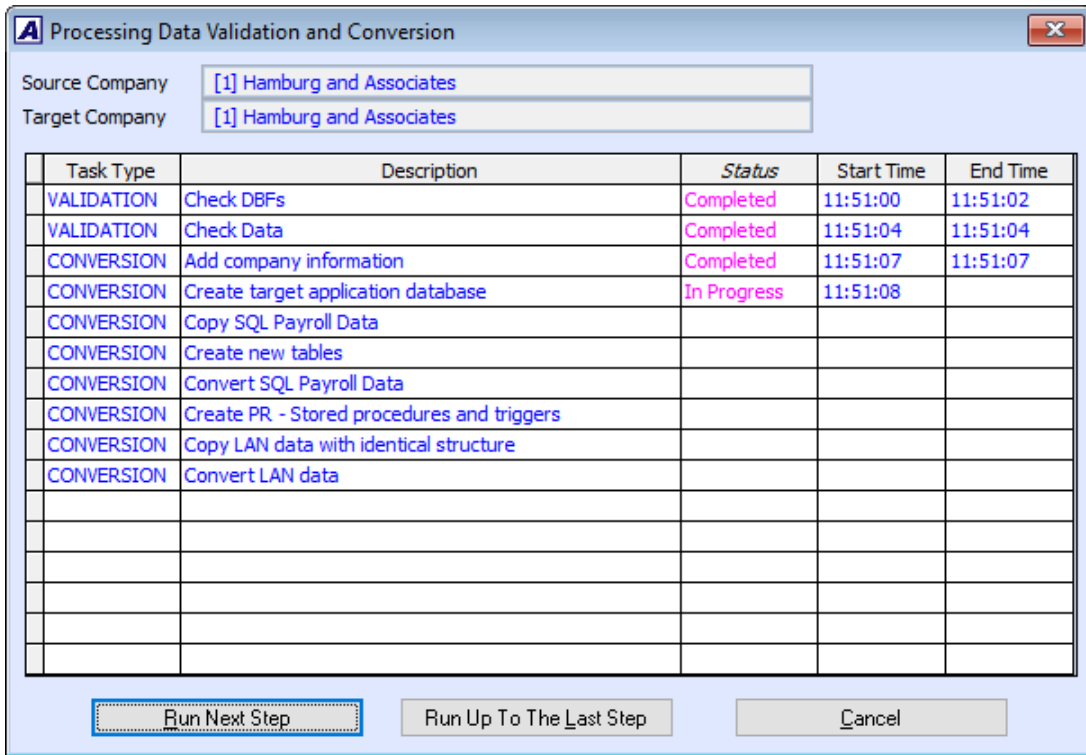 A Processing Data Validation and Conversion
Source Company [1] Hamburg and Associates
Target Company [1] Hamburg and Associates
Task Type Description Status Start Time End Time
VALIDATION Check DBFs Completed 11:51:00 11:51:02
VALIDATION Check Data Completed 11:51:04 11:51:04
CONVERSION Add company information Completed 11:51:07 11:51:07
CONVERSION Create target application database In Progress 11:51:08
CONVERSION Copy SQL Payroll Data
CONVERSION Create new tables
CONVERSION Convert SQL Payroll Data
CONVERSION Create PR - Stored procedures and triggers
CONVERSION Copy LAN data with identical structure
CONVERSION Convert LAN data
Run Next Step Run Up To The Last Step Cancel